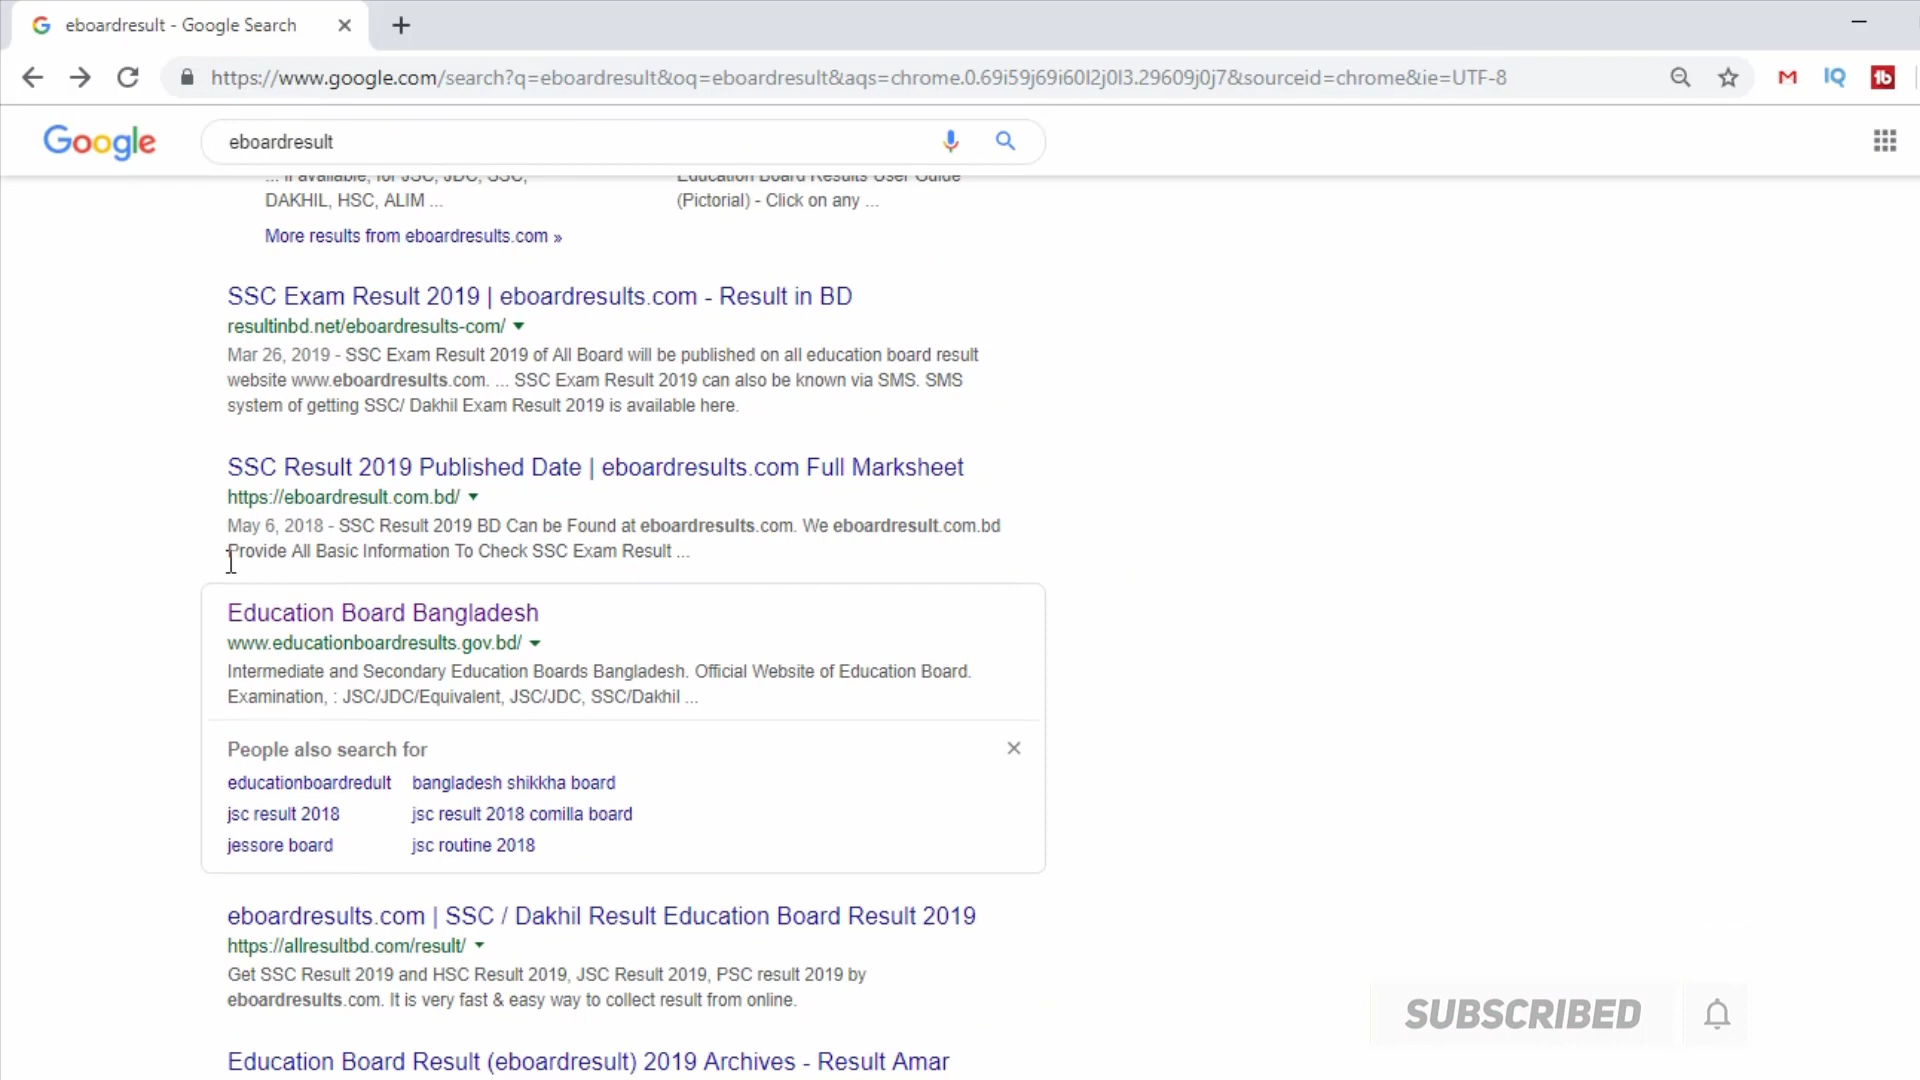 eboardresult - Google Search
https://www.google.com/search?q=eboardresult&oq=eboardresult&aqs=chrome.0.69i59j69i60l2j0l3.29609j0j7&sourceid=chrome&ie=UTF-8
Google
eboardresult
... If available, for JSC, JDC, SSC,
DAKHIL, HSC, ALIM ...
Education Board Results User Guide
(Pictorial) - Click on any ...
More results from eboardresults.com »
SSC Exam Result 2019 | eboardresults.com - Result in BD
resultinbd.net/eboardresults-com/
Mar 26, 2019 - SSC Exam Result 2019 of All Board will be published on all education board result
website www.eboardresults.com. ... SSC Exam Result 2019 can also be known via SMS. SMS
system of getting SSC/ Dakhil Exam Result 2019 is available here.
SSC Result 2019 Published Date | eboardresults.com Full Marksheet
https://eboardresult.com.bd/
May 6, 2018 - SSC Result 2019 BD Can be Found at eboardresults.com. We eboardresult.com.bd
Provide All Basic Information To Check SSC Exam Result ...
Education Board Bangladesh
www.educationboardresults.gov.bd/
Intermediate and Secondary Education Boards Bangladesh. Official Website of Education Board.
Examination, : JSC/JDC/Equivalent, JSC/JDC, SSC/Dakhil ...
People also search for
educationboardredult bangladesh shikkha board
jsc result 2018 jsc result 2018 comilla board
jessore board jsc routine 2018
eboardresults.com | SSC / Dakhil Result Education Board Result 2019
https://allresultbd.com/result/
Get SSC Result 2019 and HSC Result 2019, JSC Result 2019, PSC result 2019 by
eboardresults.com. It is very fast & easy way to collect result from online.
SUBSCRIBED
Education Board Result (eboardresult) 2019 Archives - Result Amar